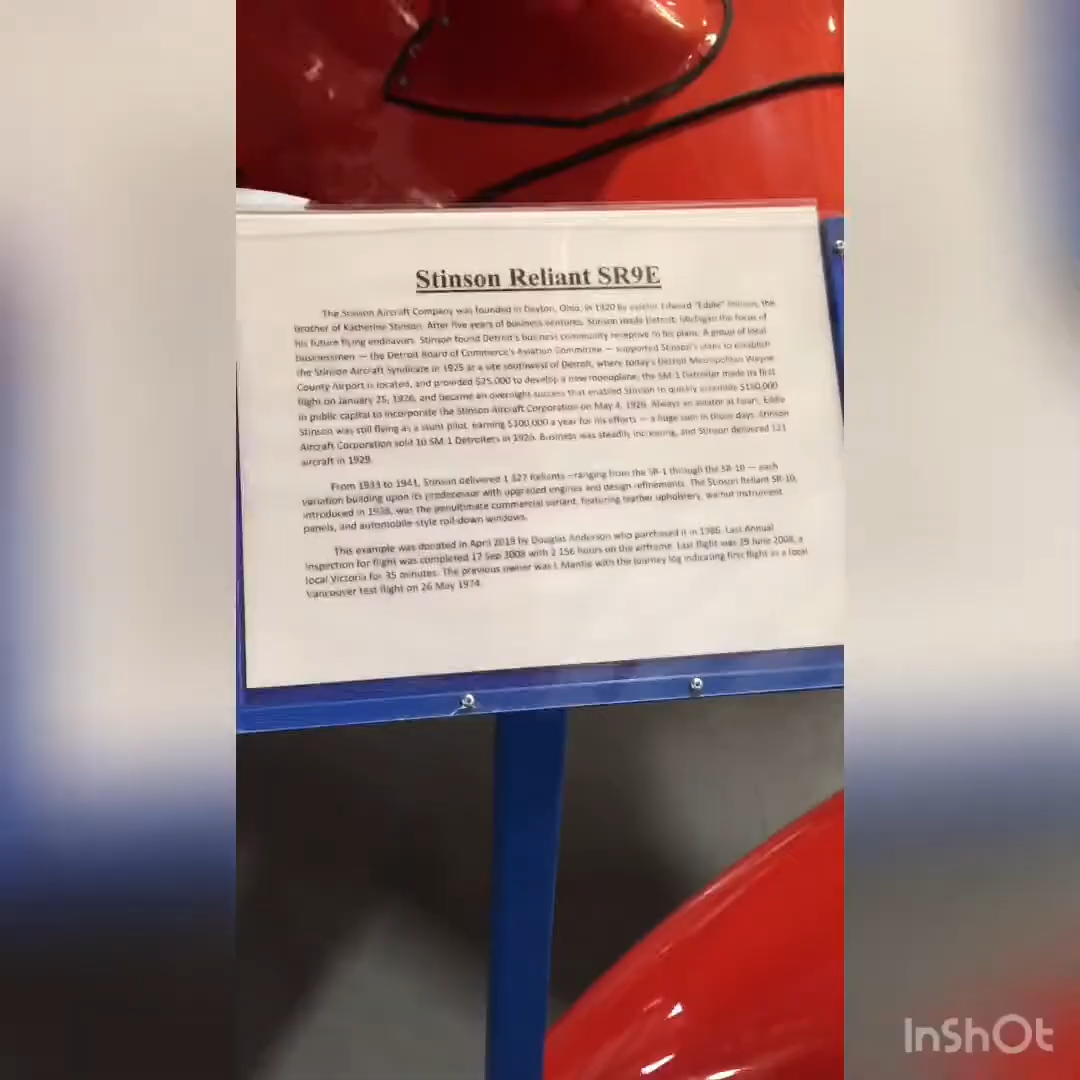 Stinson Reliant SR9E
The Stinson Aircraft Company was founded in Dayton, Ohio, in 1920 by aviator Edward "Eddie" Stinson, the
brother of Katherine Stinson. After five years of business ventures, Stinson made Detroit, Michigan the focus of
his future flying endeavors. Stinson found Detroit's business community receptive to his plans. A group of local
businessmen — the Detroit Board of Commerce's Aviation Committee — supported Stinson's plans to establish
the Stinson Aircraft Syndicate in 1925 at a site southwest of Detroit, where today's Detroit Metropolitan Wayne
County Airport is located, and provided $25,000 to develop a new monoplane; the SM-1 Detroiter made its first
flight on January 25, 1926, and became an overnight success that enabled Stinson to quickly assemble $150,000
in public capital to incorporate the Stinson Aircraft Corporation on May 4, 1926. Always an aviator at heart, Eddie
Stinson was still flying as a stunt pilot, earning $100,000 a year for his efforts — a huge sum in those days. Stinson
Aircraft Corporation sold 10 SM-1 Detroiters in 1926. Business was steadily increasing, and Stinson delivered 121
aircraft in 1929.
From 1933 to 1941, Stinson delivered 1 327 Reliants —ranging from the SR-1 through the SR-10 — each
variation building upon its predecessor with upgraded engines and design refinements. The Stinson Reliant SR-10,
introduced in 1938, was the penultimate commercial variant, featuring leather upholstery, walnut instrument
panels, and automobile-style roll-down windows.
This example was donated in April 2019 by Douglas Anderson who purchased it in 1986. Last Annual
Inspection for flight was completed 17 Sep 2008 with 2 156 hours on the airframe. Last flight was 29 June 2008, a
local Victoria for 35 minutes. The previous owner was L Mantie with the journey log indicating first flight as a local
Vancouver test flight on 26 May 1974.
InShOt